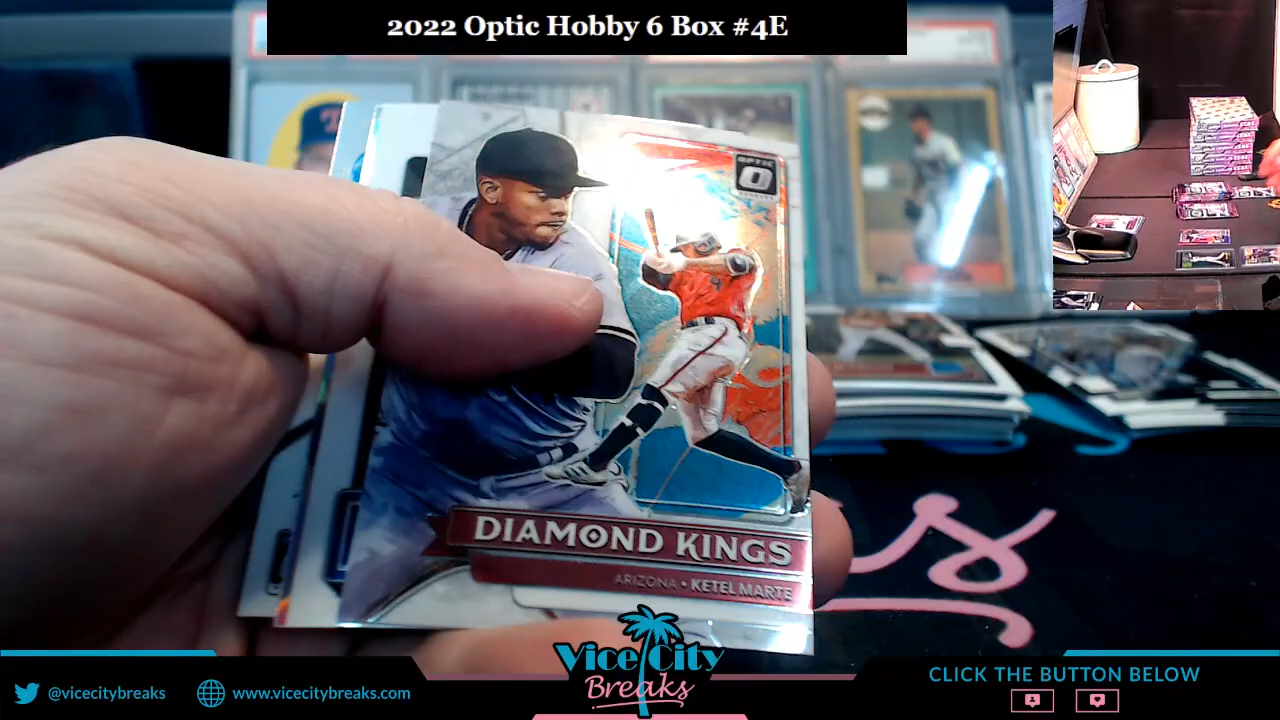 2022 Optic Hobby 6 Box #4E
T
OPTIC
O
DIAMOND KINGS
ARIZONA • KETEL MARTE
Vice City
Breaks
@vicecitybreaks
www.vicecitybreaks.com
CLICK THE BUTTON BELOW